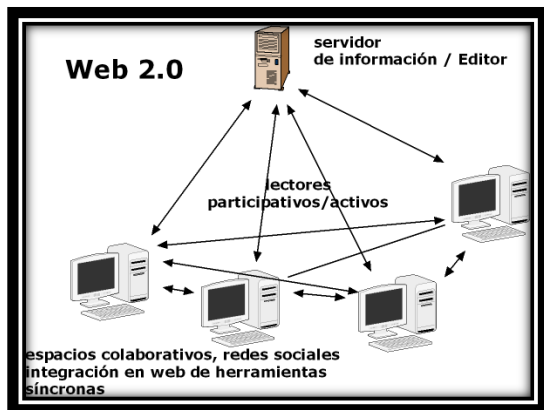 Web 2.0
servidor
de información / Editor
lectores
participativos/activos
espacios colaborativos, redes sociales
integración en web de herramientas
síncronas